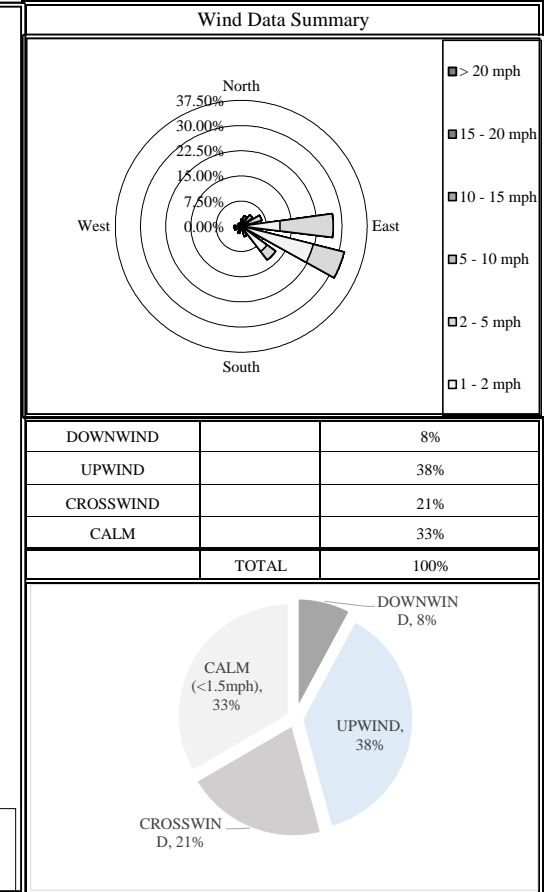 Wind Data Summary
North
37.50%
30.00%
22.50%
15.00%
7.50%
0.00%
West
East
South
> 20 mph
15 - 20 mph
10 - 15 mph
5 - 10 mph
2 - 5 mph
1 - 2 mph
DOWNWIND 8%
UPWIND 38%
CROSSWIND 21%
CALM 33%
TOTAL 100%
DOWNWIN
D, 8%
CALM
(<1.5mph),
33%
UPWIND,
38%
CROSSWIN
D, 21%